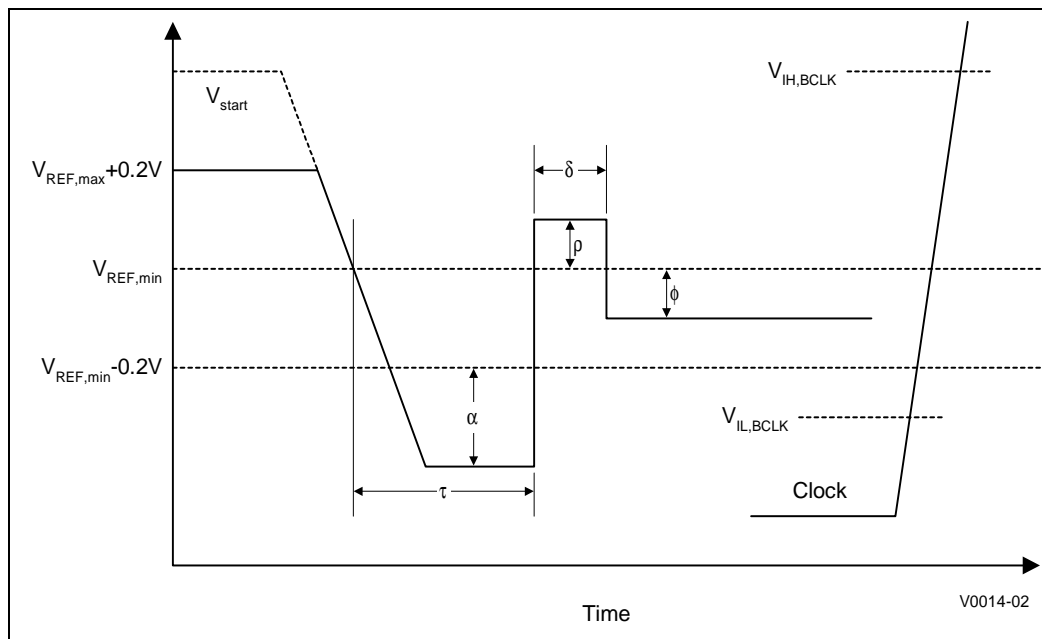 V_start
V_REF,max+0.2V
V_REF,min
V_REF,min-0.2V
δ
ρ
ϕ
α
τ
V_IH,BCLK
V_IL,BCLK
Clock
Time
V0014-02